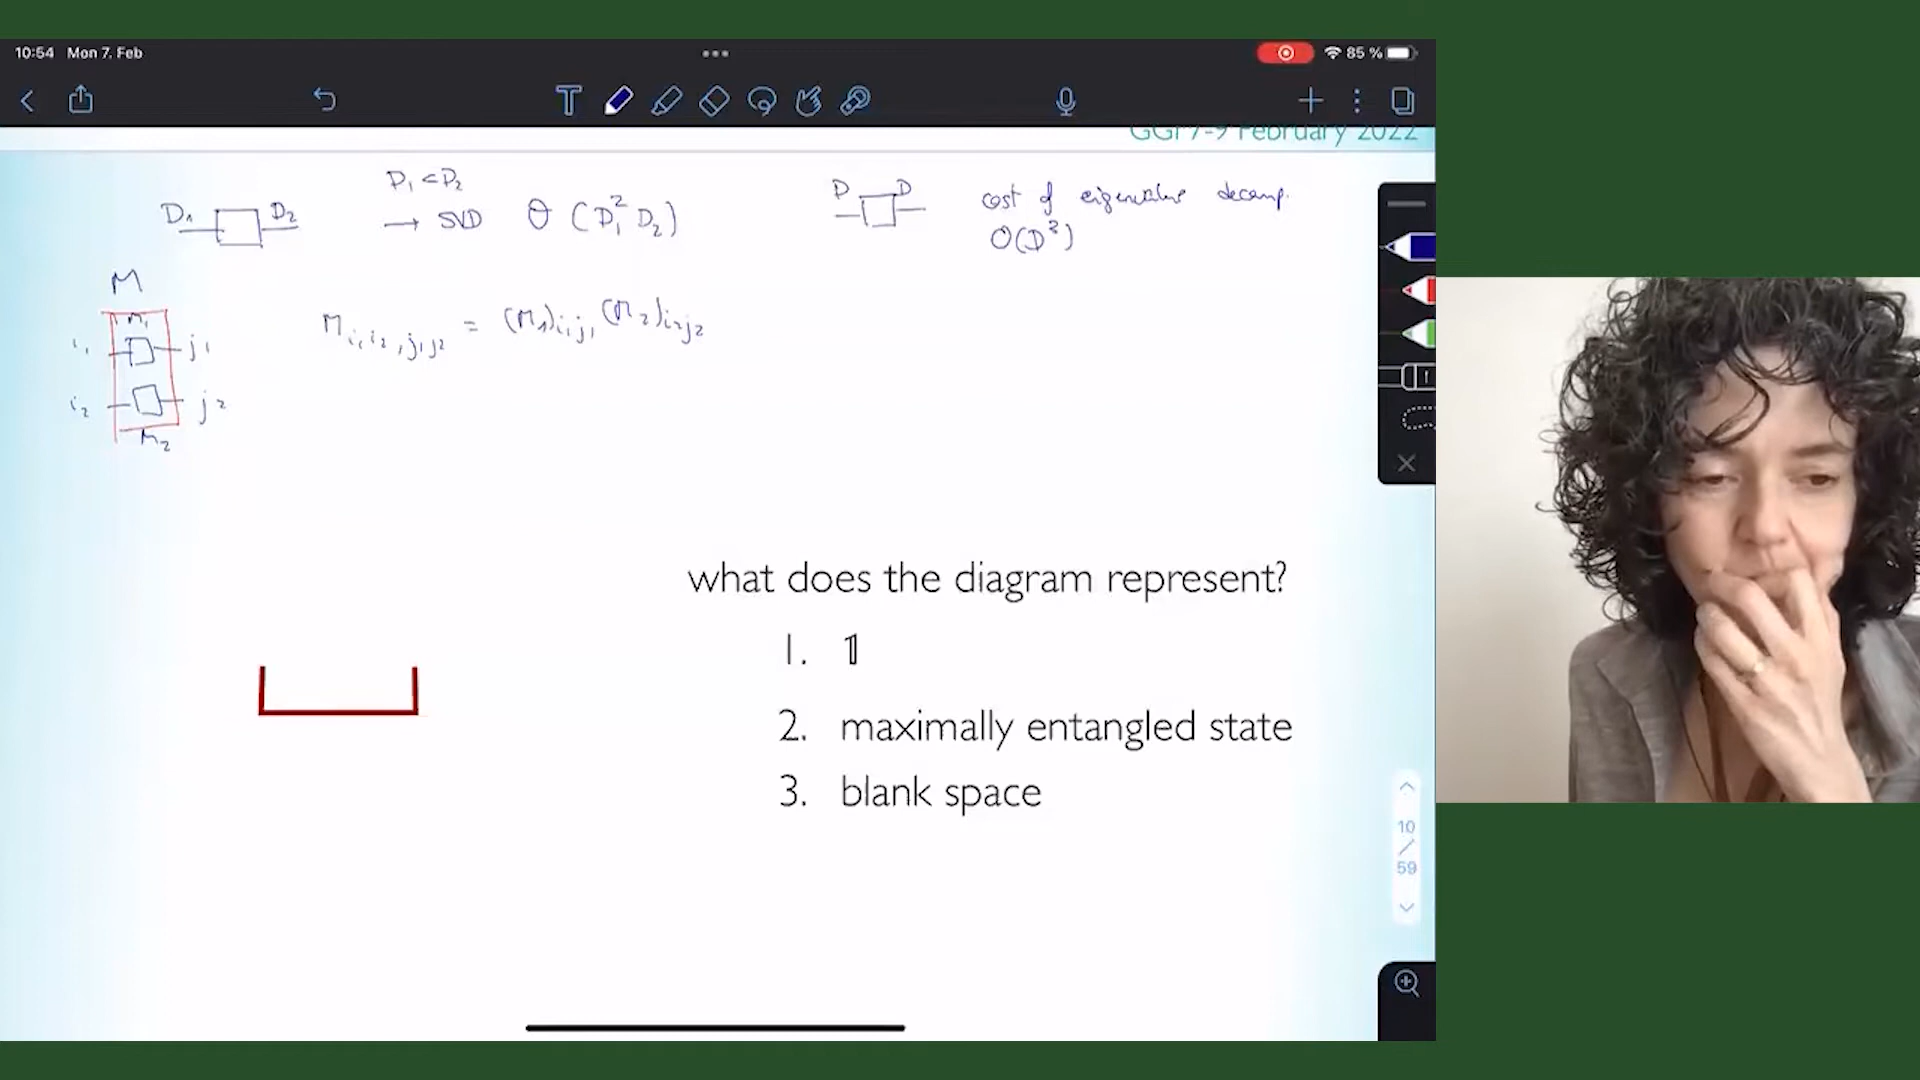 10:54 Mon 7. Feb
85 %
GGI 7-9 February 2022
D₁ < D₂
D₁ D₂ → SVD O (D₁² D₂)
D D cost of eigenvalue decomp.
O(D³)
M
M₁
i₁ j₁
M i₁i₂,j₁j₂ = (M₁)i₁j₁ (M₂)i₂j₂
i₂ j₂
M₂
what does the diagram represent?
1. 𝟙
2. maximally entangled state
3. blank space
10
/
59